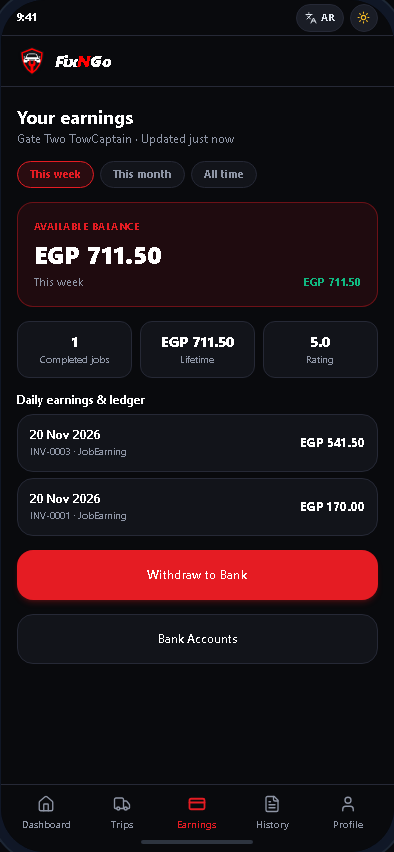 9:41
AR
FixNGo
Your earnings
Gate Two TowCaptain · Updated just now
This week
This month
All time
AVAILABLE BALANCE
EGP 711.50
This week
EGP 711.50
1
Completed jobs
EGP 711.50
Lifetime
5.0
Rating
Daily earnings & ledger
20 Nov 2026
INV-0003 · JobEarning
EGP 541.50
20 Nov 2026
INV-0001 · JobEarning
EGP 170.00
Withdraw to Bank
Bank Accounts
Dashboard
Trips
Earnings
History
Profile